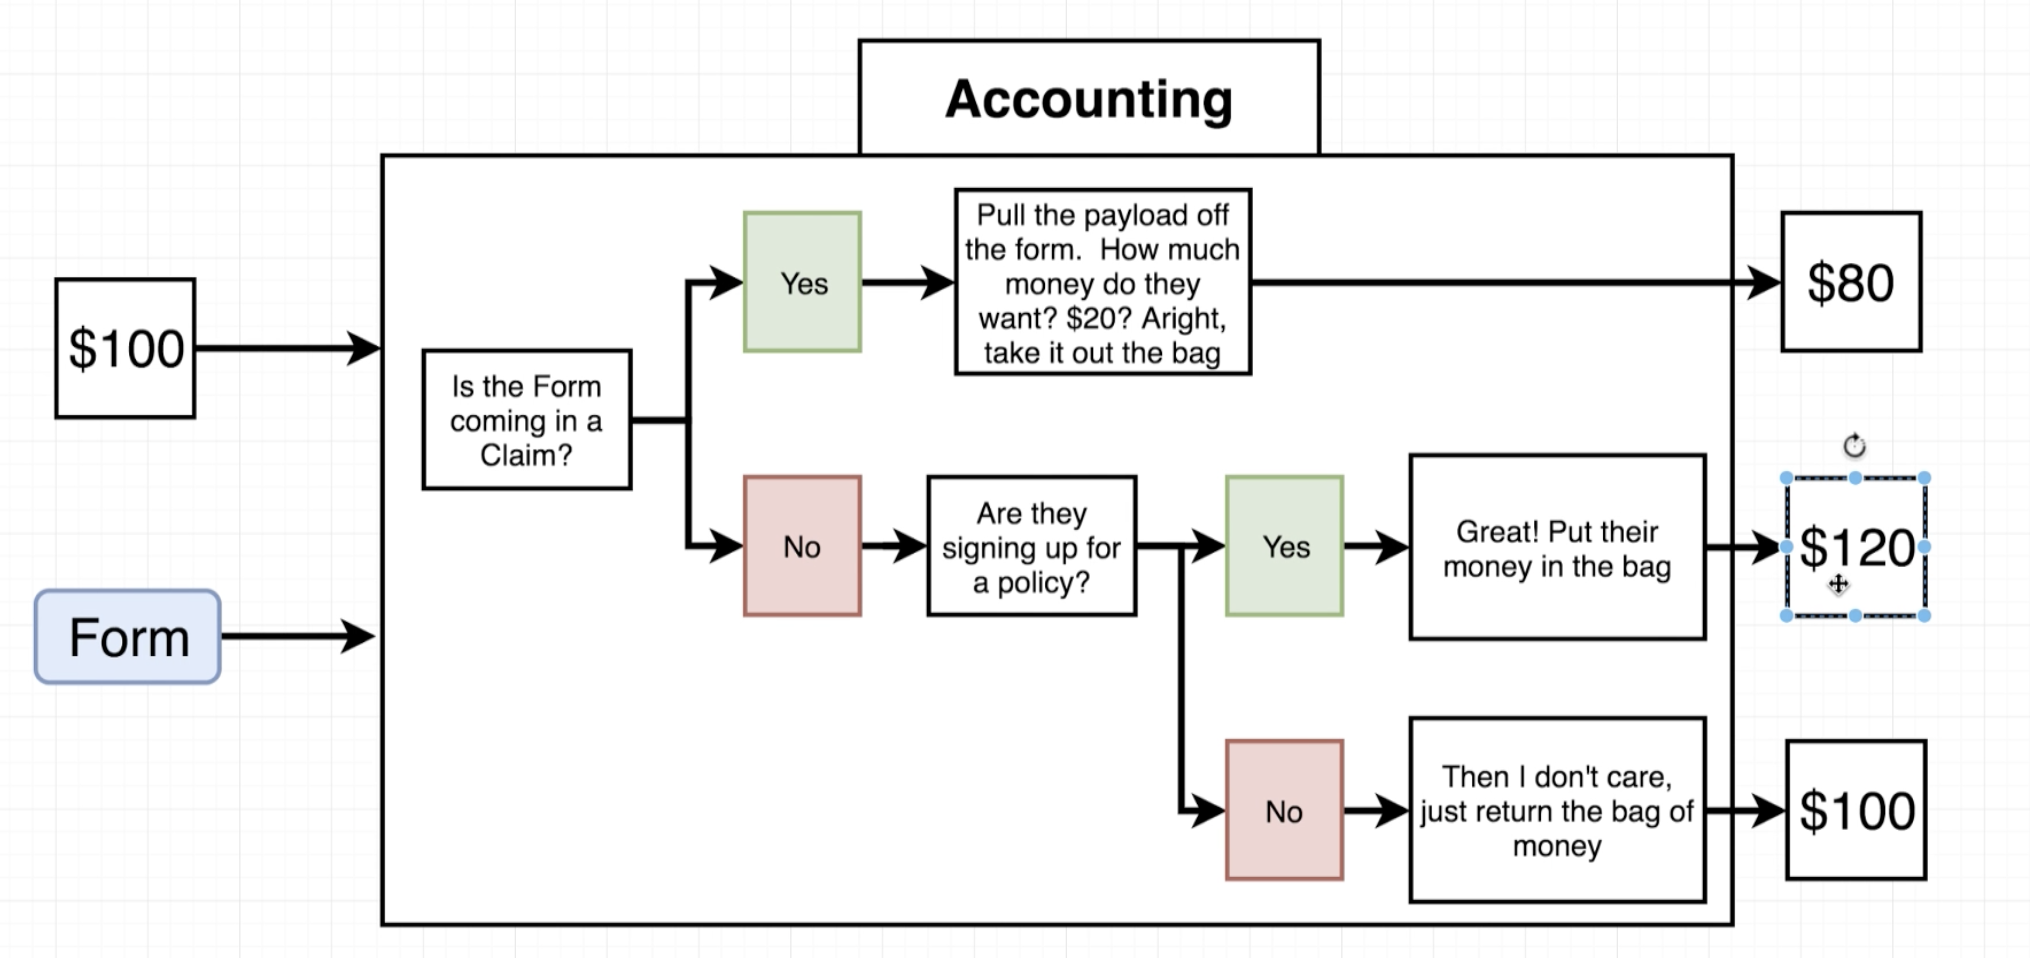 Accounting
$100
Form
Is the Form
coming in a
Claim?
Yes
Pull the payload off
the form.  How much
money do they
want? $20? Aright,
take it out the bag
$80
No
Are they
signing up for
a policy?
Yes
Great! Put their
money in the bag
$120
No
Then I don't care,
just return the bag of
money
$100